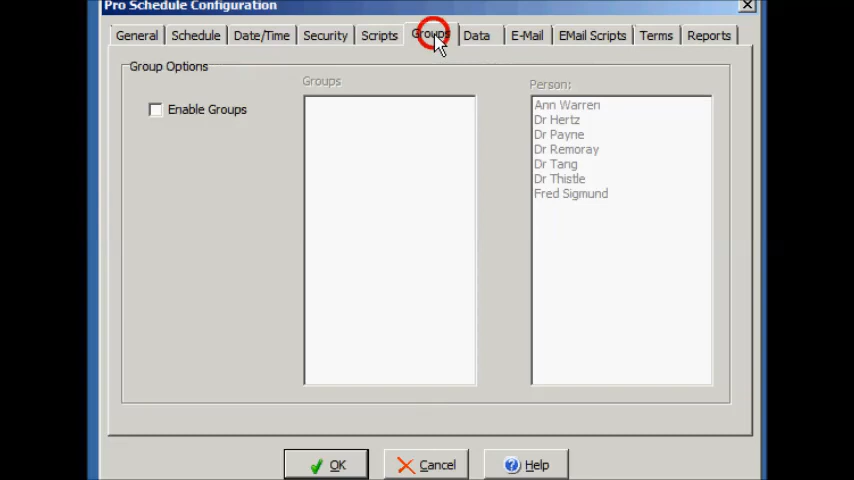 Pro Schedule Configuration
General Schedule Date/Time Security Scripts Groups Data E-Mail EMail Scripts Terms Reports
Group Options
Groups
Person:
Enable Groups
Ann Warren
Dr Hertz
Dr Payne
Dr Remoray
Dr Tang
Dr Thistle
Fred Sigmund
OK Cancel Help